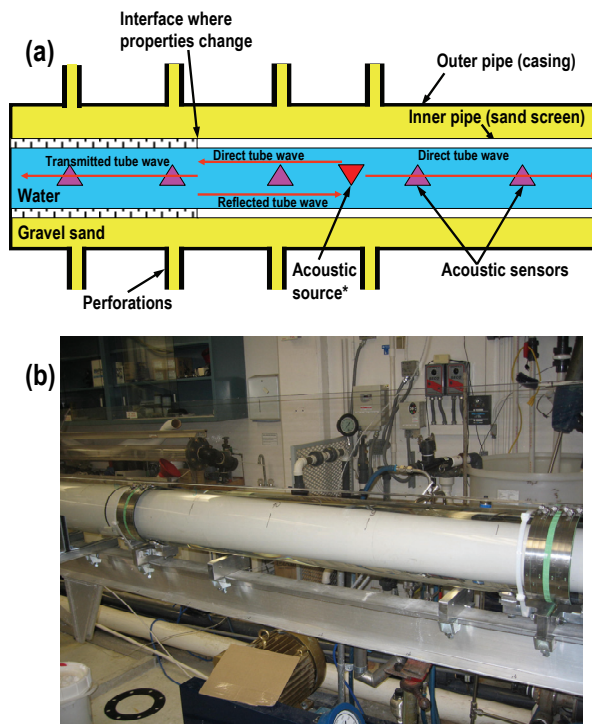 (a)
Interface where
properties change
Outer pipe (casing)
Inner pipe (sand screen)
Transmitted tube wave
Direct tube wave
Direct tube wave
Water
Reflected tube wave
Gravel sand
Perforations
Acoustic
source*
Acoustic sensors
(b)